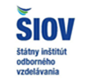 ŠIOV
štátny inštitút
odborného
vzdelávania